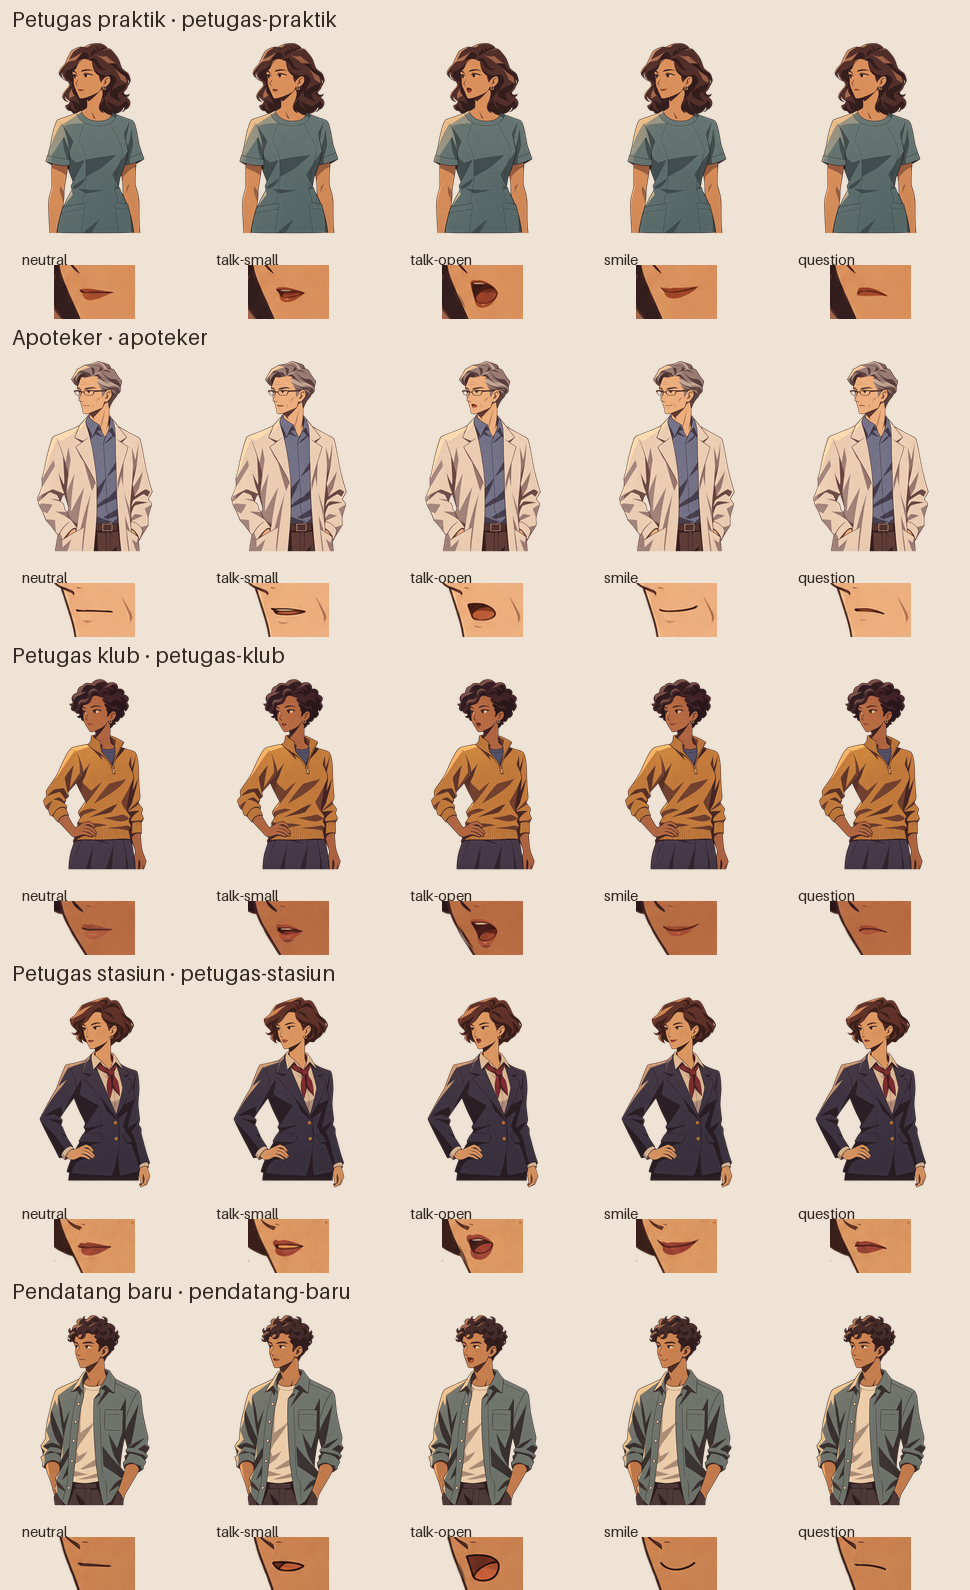 Petugas praktik · petugas-praktik
neutral talk-small talk-open smile question
Apoteker · apoteker
neutral talk-small talk-open smile question
Petugas klub · petugas-klub
neutral talk-small talk-open smile question
Petugas stasiun · petugas-stasiun
neutral talk-small talk-open smile question
Pendatang baru · pendatang-baru
neutral talk-small talk-open smile question